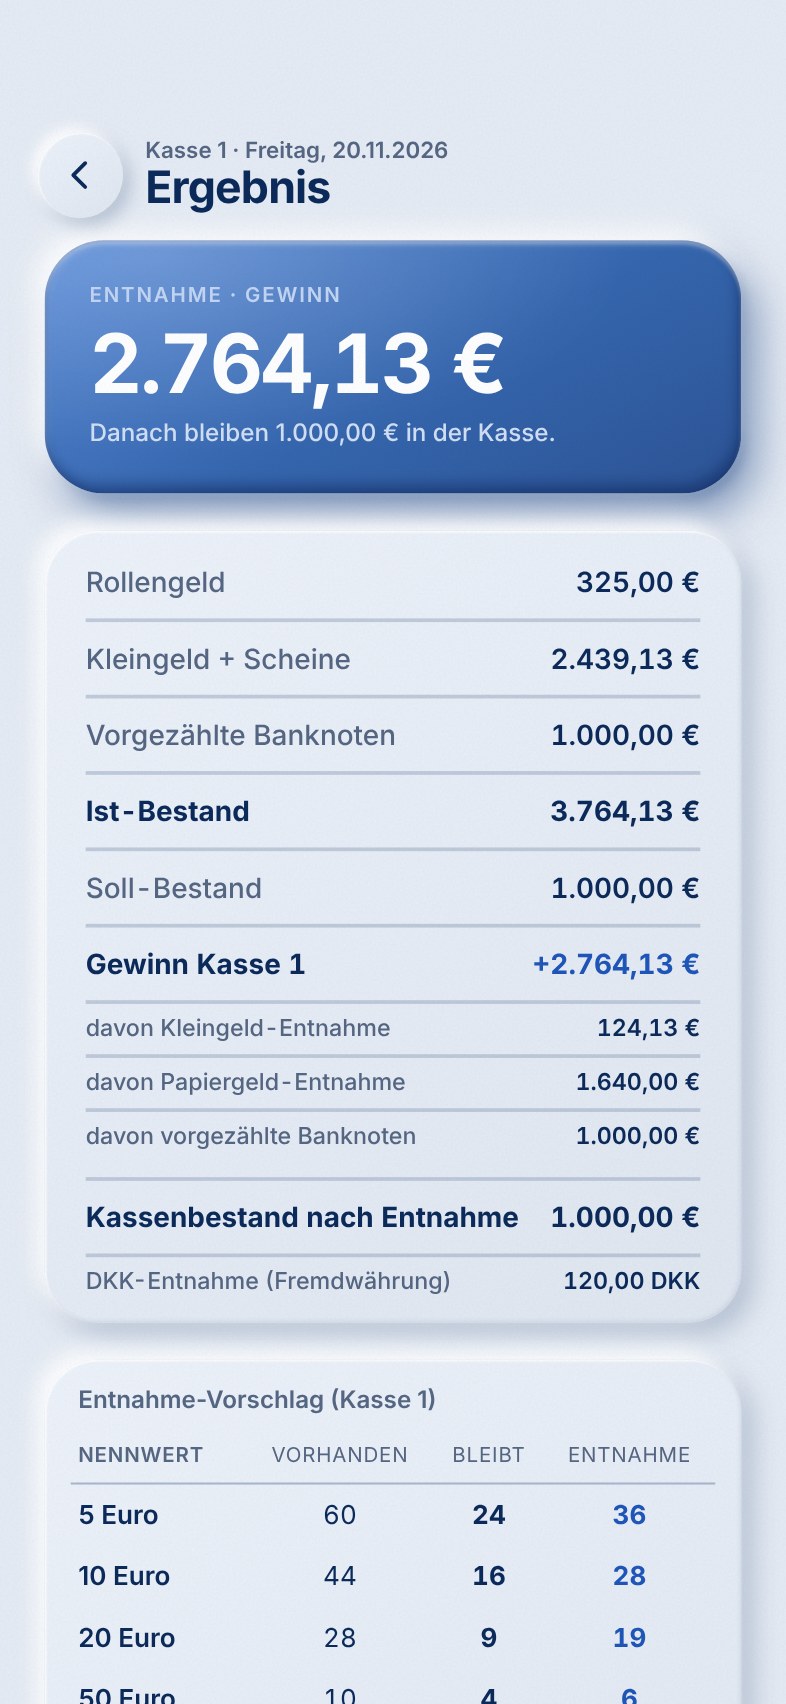 Kasse 1 · Freitag, 20.11.2026
Ergebnis
ENTNAHME · GEWINN
2.764,13 €
Danach bleiben 1.000,00 € in der Kasse.
Rollengeld 325,00 €
Kleingeld + Scheine 2.439,13 €
Vorgezählte Banknoten 1.000,00 €
Ist-Bestand 3.764,13 €
Soll-Bestand 1.000,00 €
Gewinn Kasse 1 +2.764,13 €
davon Kleingeld-Entnahme 124,13 €
davon Papiergeld-Entnahme 1.640,00 €
davon vorgezählte Banknoten 1.000,00 €
Kassenbestand nach Entnahme 1.000,00 €
DKK-Entnahme (Fremdwährung) 120,00 DKK
Entnahme-Vorschlag (Kasse 1)
NENNWERT VORHANDEN BLEIBT ENTNAHME
5 Euro 60 24 36
10 Euro 44 16 28
20 Euro 28 9 19
50 Euro 10 4 6